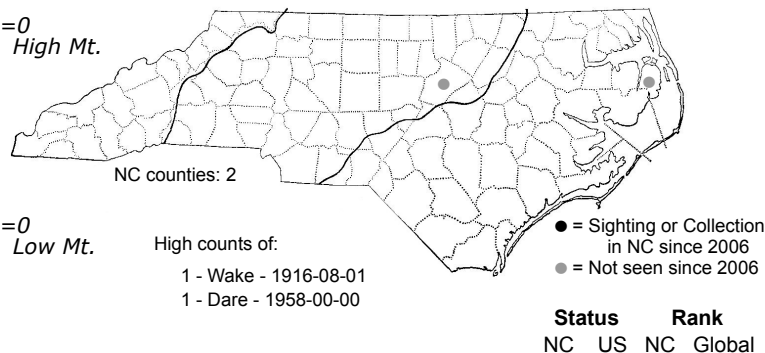 =0
High Mt.
NC counties: 2
=0
Low Mt.
High counts of:
1 - Wake - 1916-08-01
1 - Dare - 1958-00-00
● = Sighting or Collection
in NC since 2006
● = Not seen since 2006
Status Rank
NC US NC Global